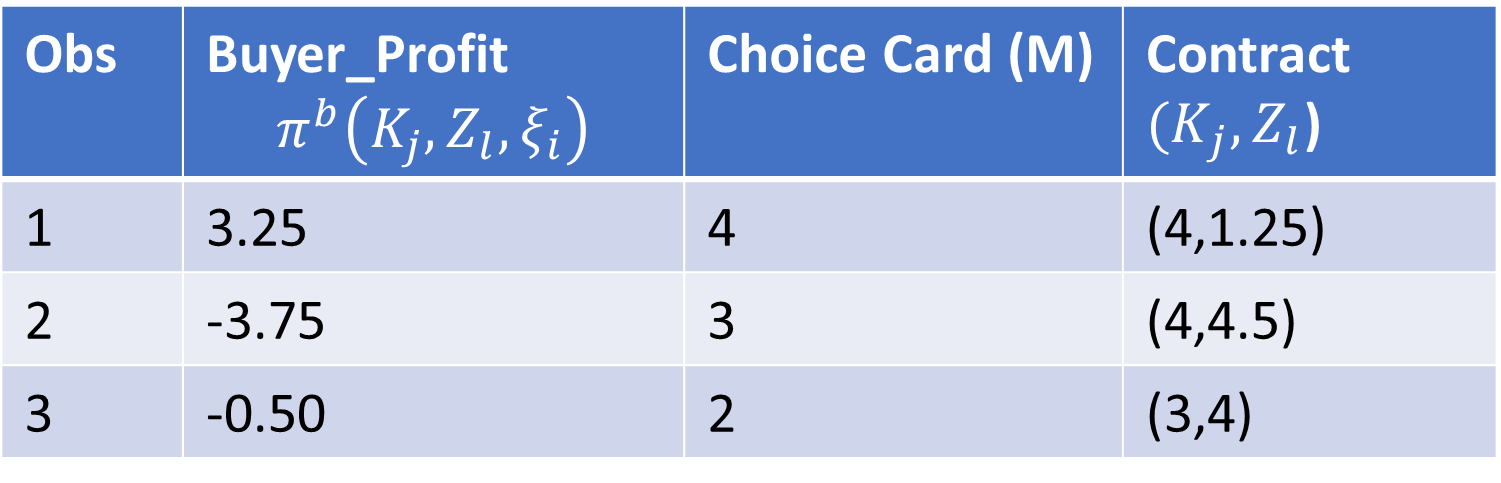 Obs Buyer_Profit Choice Card (M) Contract
π^b(K_j, Z_l, ξ_i) (K_j, Z_l)
1 3.25 4 (4,1.25)
2 -3.75 3 (4,4.5)
3 -0.50 2 (3,4)